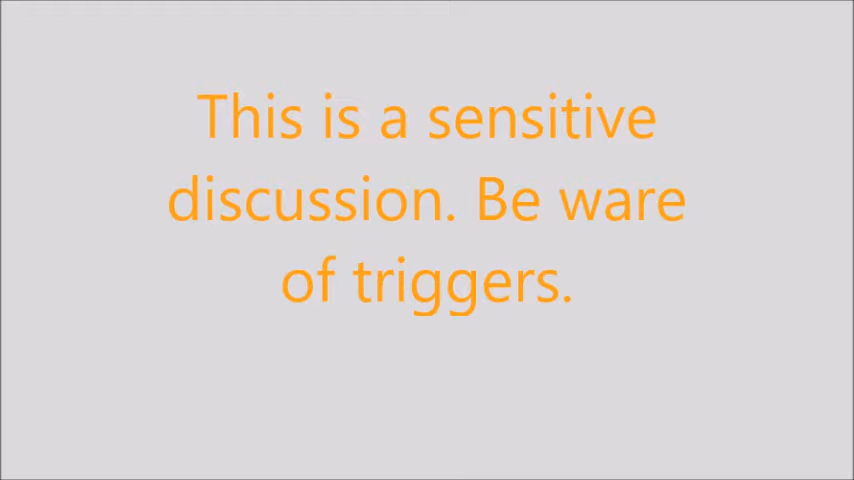 This is a sensitive
discussion. Be ware
of triggers.